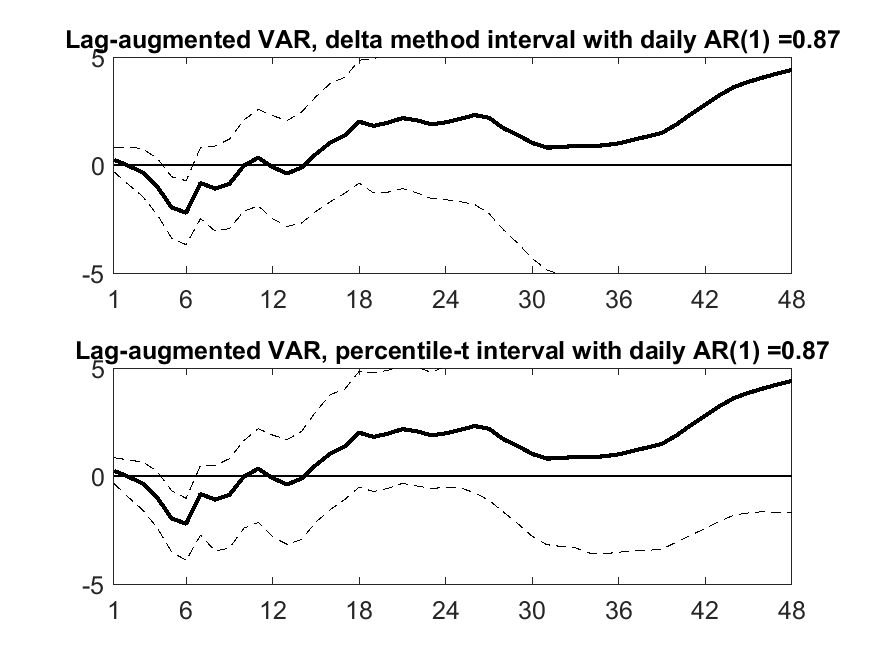 Lag-augmented VAR, delta method interval with daily AR(1) =0.87
5
0
-5
1 6 12 18 24 30 36 42 48
Lag-augmented VAR, percentile-t interval with daily AR(1) =0.87
5
0
-5
1 6 12 18 24 30 36 42 48